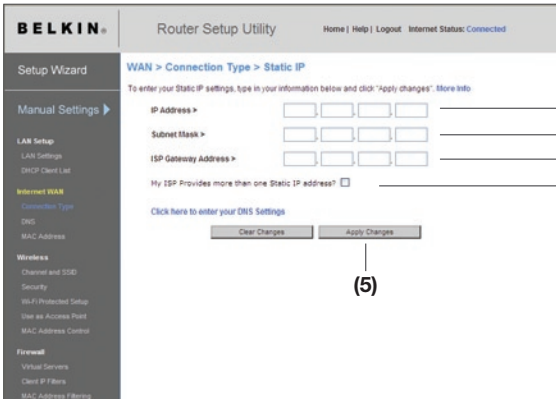 BELKIN®
Router Setup Utility
Home | Help | Logout Internet Status: Connected
Setup Wizard
Manual Settings
LAN Setup
LAN Settings
DHCP Client List
Internet WAN
Connection Type
DNS
MAC Address
Wireless
Channel and SSID
Security
Wi-Fi Protected Setup
Use as Access Point
MAC Address Control
Firewall
Virtual Servers
Client IP Filters
MAC Address Filtering
WAN > Connection Type > Static IP
To enter your Static IP settings, type in your information below and click "Apply changes". More Info
IP Address >
Subnet Mask >
ISP Gateway Address >
My ISP Provides more than one Static IP address?
Click here to enter your DNS Settings
Clear Changes
Apply Changes
(5)